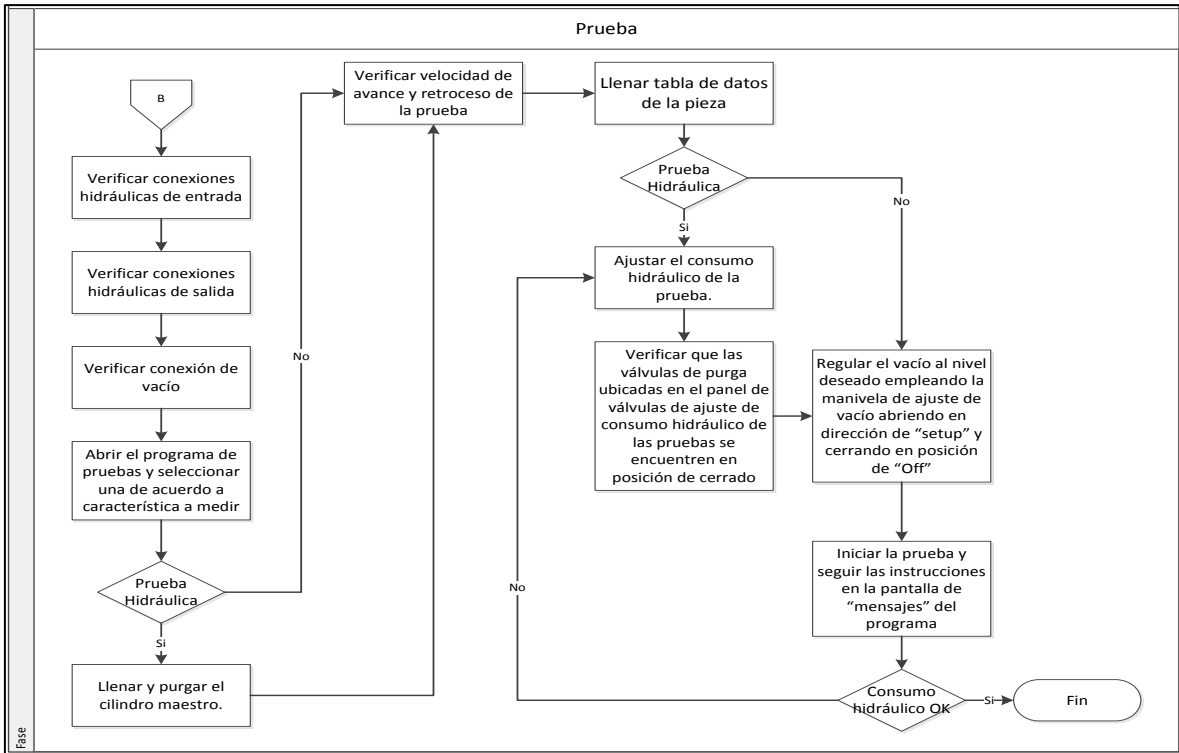 Prueba
Fase
B
Verificar conexiones
hidráulicas de entrada
Verificar conexiones
hidráulicas de salida
Verificar conexión de
vacío
Abrir el programa de
pruebas y seleccionar
una de acuerdo a
característica a medir
Prueba
Hidráulica
No
Si
Llenar y purgar el
cilindro maestro.
Verificar velocidad de
avance y retroceso de
la prueba
Llenar tabla de datos
de la pieza
Prueba
Hidráulica
No
Si
Ajustar el consumo
hidráulico de la
prueba.
Verificar que las
válvulas de purga
ubicadas en el panel de
válvulas de ajuste de
consumo hidráulico de
las pruebas se
encuentren en
posición de cerrado
Regular el vacío al nivel
deseado empleando la
manivela de ajuste de
vacío abriendo en
dirección de “setup” y
cerrando en posición
de “Off”
Iniciar la prueba y
seguir las instrucciones
en la pantalla de
“mensajes” del
programa
Consumo
hidráulico OK
No
Si
Fin